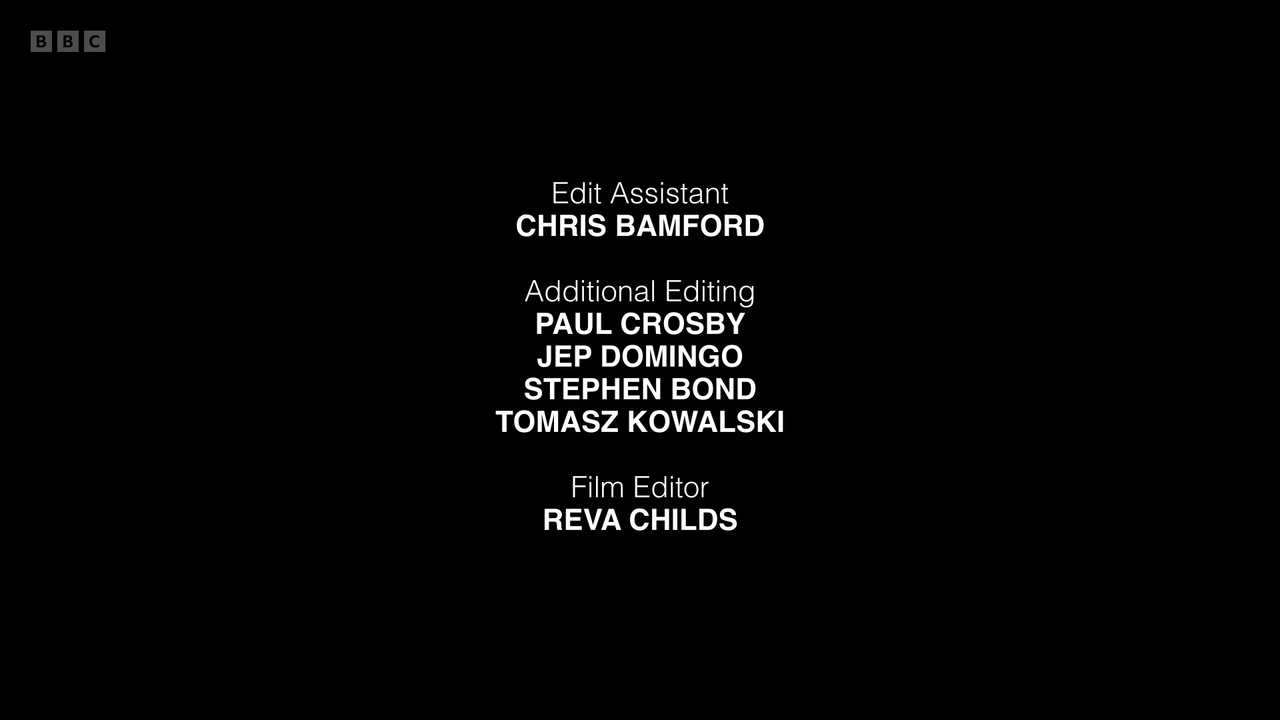 BBC
Edit Assistant
CHRIS BAMFORD
Additional Editing
PAUL CROSBY
JEP DOMINGO
STEPHEN BOND
TOMASZ KOWALSKI
Film Editor
REVA CHILDS